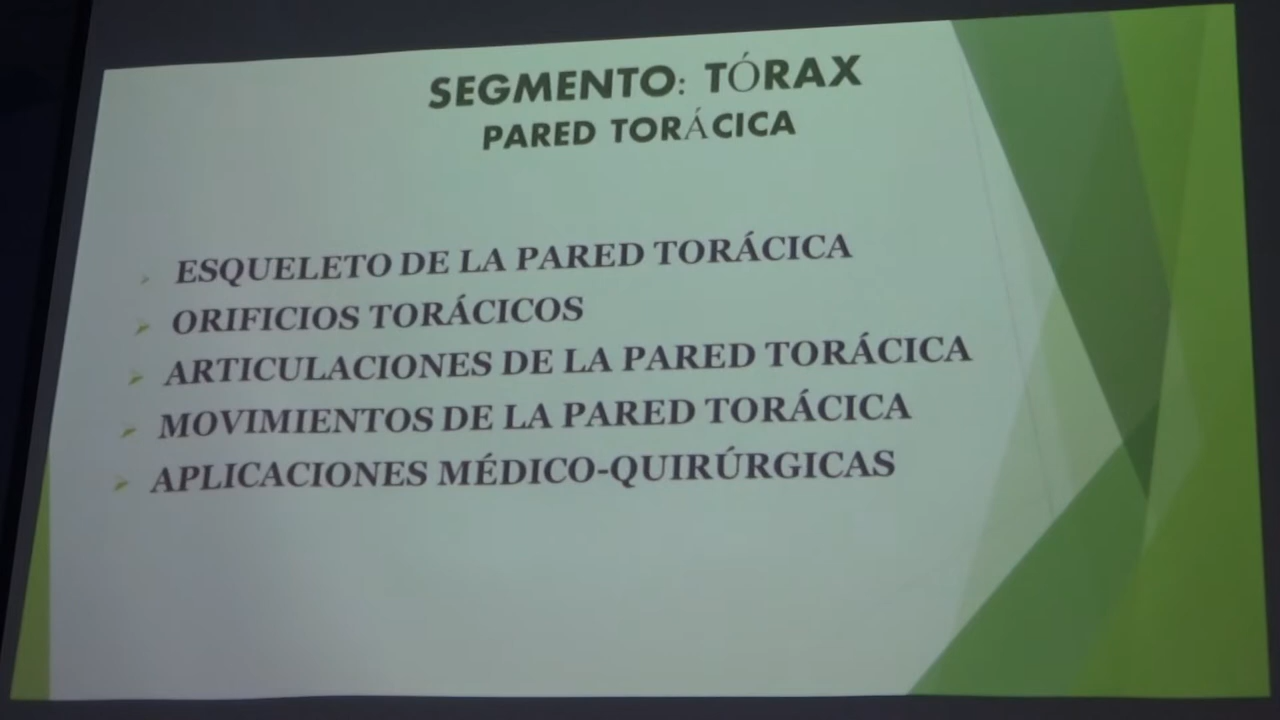 SEGMENTO: TÓRAX
PARED TORÁCICA
ESQUELETO DE LA PARED TORÁCICA
ORIFICIOS TORÁCICOS
ARTICULACIONES DE LA PARED TORÁCICA
MOVIMIENTOS DE LA PARED TORÁCICA
APLICACIONES MÉDICO-QUIRÚRGICAS